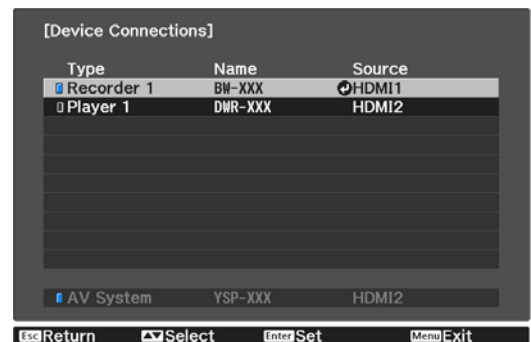 [Device Connections]
Type Name Source
Recorder 1 BW-XXX HDMI1
Player 1 DWR-XXX HDMI2
AV System YSP-XXX HDMI2
Esc Return Select Enter Set Menu Exit